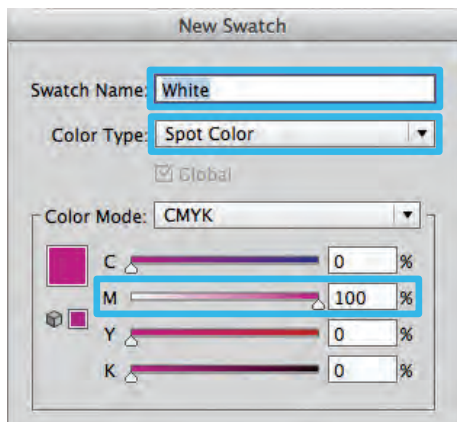 New Swatch
Swatch Name: White
Color Type: Spot Color
Global
Color Mode: CMYK
C 0 %
M 100 %
Y 0 %
K 0 %